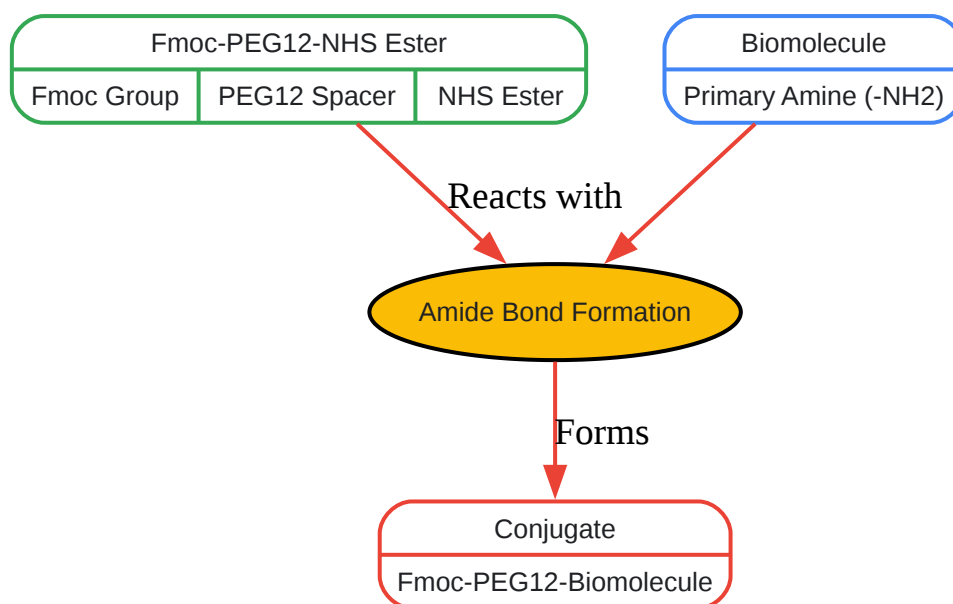 Fmoc-PEG12-NHS Ester
Fmoc Group
PEG12 Spacer
NHS Ester
Biomolecule
Primary Amine (-NH2)
Reacts with
Amide Bond Formation
Forms
Conjugate
Fmoc-PEG12-Biomolecule